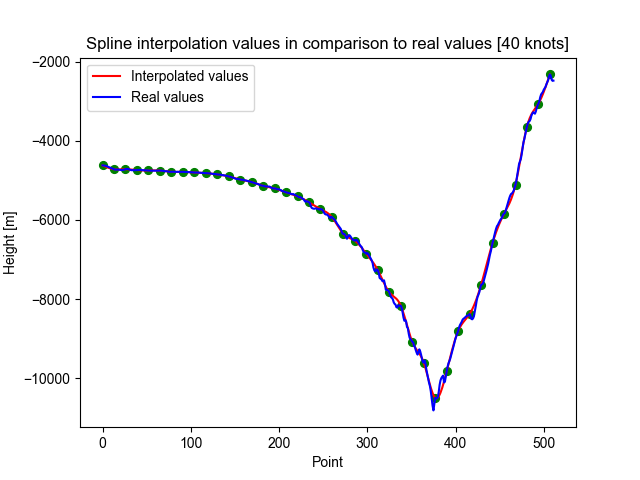 Spline interpolation values in comparison to real values [40 knots]
Interpolated values
Real values
−2000
−4000
−6000
−8000
−10000
Height [m]
0 100 200 300 400 500
Point